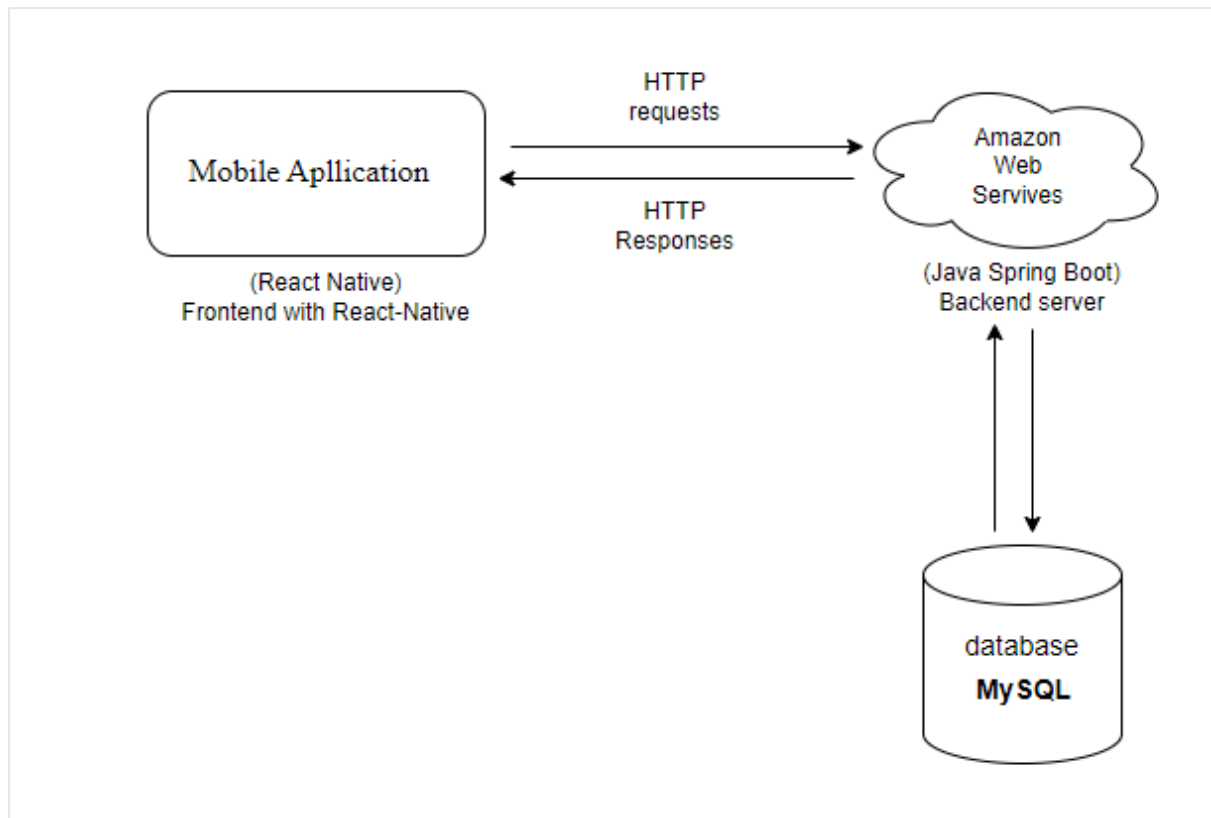 HTTP
requests
Mobile Apllication
Amazon
Web
Servives
HTTP
Responses
(React Native)
Frontend with React-Native
(Java Spring Boot)
Backend server
database
MySQL